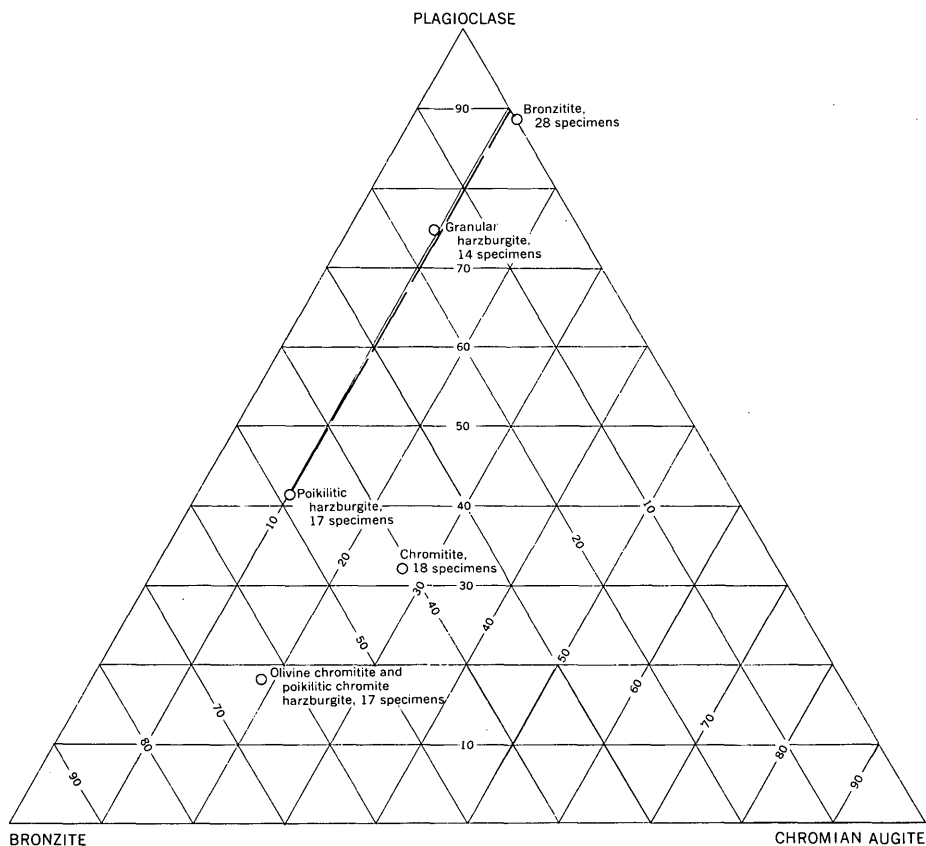 PLAGIOCLASE
90
Bronzitite,
28 specimens
Granular
harzburgite,
14 specimens
70
60
50
Poikilitic
harzburgite,
17 specimens
40
10
10
20
20
Chromitite,
18 specimens
30
30
40
40
50
50
Olivine chromitite and
poikilitic chromite
harzburgite, 17 specimens
60
70
70
10
80
80
90
90
BRONZITE
CHROMIAN AUGITE